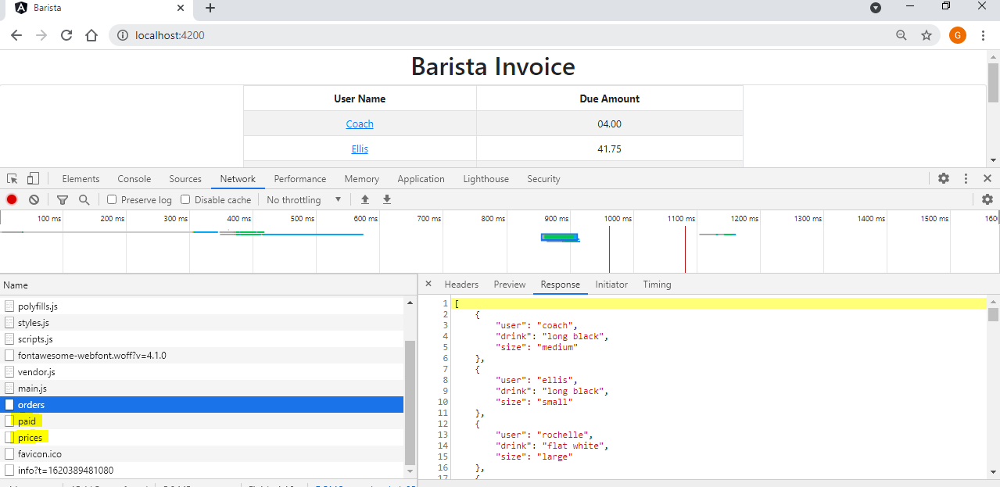 Barista
localhost:4200
G
Barista Invoice
User Name Due Amount
Coach 04.00
Ellis 41.75
Elements Console Sources Network Performance Memory Application Lighthouse Security
Preserve log Disable cache No throttling
100 ms 200 ms 300 ms 400 ms 500 ms 600 ms 700 ms 800 ms 900 ms 1000 ms 1100 ms 1200 ms 1300 ms 1400 ms 1500 ms 160
Name
polyfills.js
styles.js
scripts.js
fontawesome-webfont.woff?v=4.1.0
vendor.js
main.js
orders
paid
prices
favicon.ico
info?t=1620389481080
Headers Preview Response Initiator Timing
1 [
2 {
3 "user": "coach",
4 "drink": "long black",
5 "size": "medium"
6 },
7 {
8 "user": "ellis",
9 "drink": "long black",
10 "size": "small"
11 },
12 {
13 "user": "rochelle",
14 "drink": "flat white",
15 "size": "large"
16 },
17 {